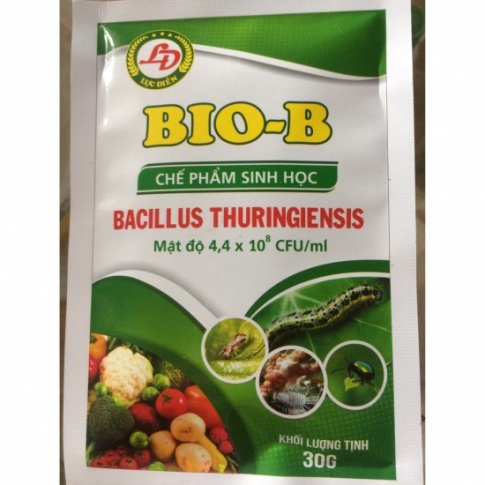 LD
LỰC ĐIỀN
BIO-B
CHẾ PHẨM SINH HỌC
BACILLUS THURINGIENSIS
Mật độ 4,4 x 10⁸ CFU/ml
KHỐI LƯỢNG TỊNH
30G